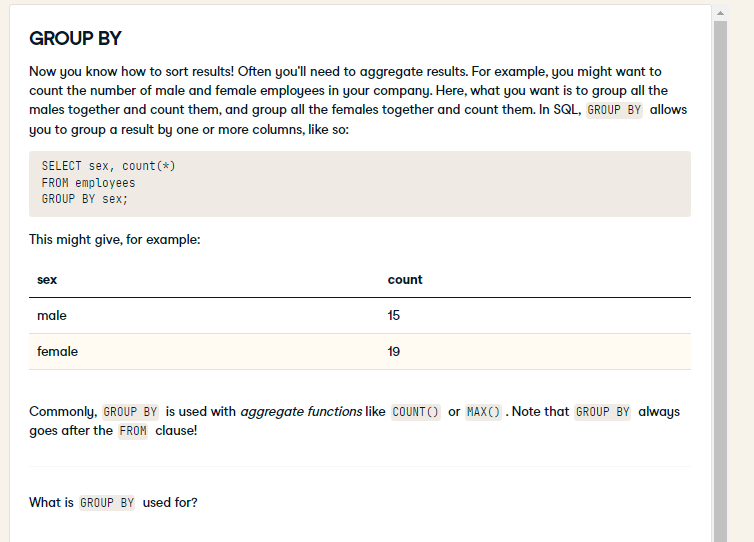 GROUP BY
Now you know how to sort results! Often you'll need to aggregate results. For example, you might want to
count the number of male and female employees in your company. Here, what you want is to group all the
males together and count them, and group all the females together and count them. In SQL, GROUP BY allows
you to group a result by one or more columns, like so:
SELECT sex, count(*)
FROM employees
GROUP BY sex;
This might give, for example:
sex count
male 15
female 19
Commonly, GROUP BY is used with aggregate functions like COUNT() or MAX() . Note that GROUP BY always
goes after the FROM clause!
What is GROUP BY used for?